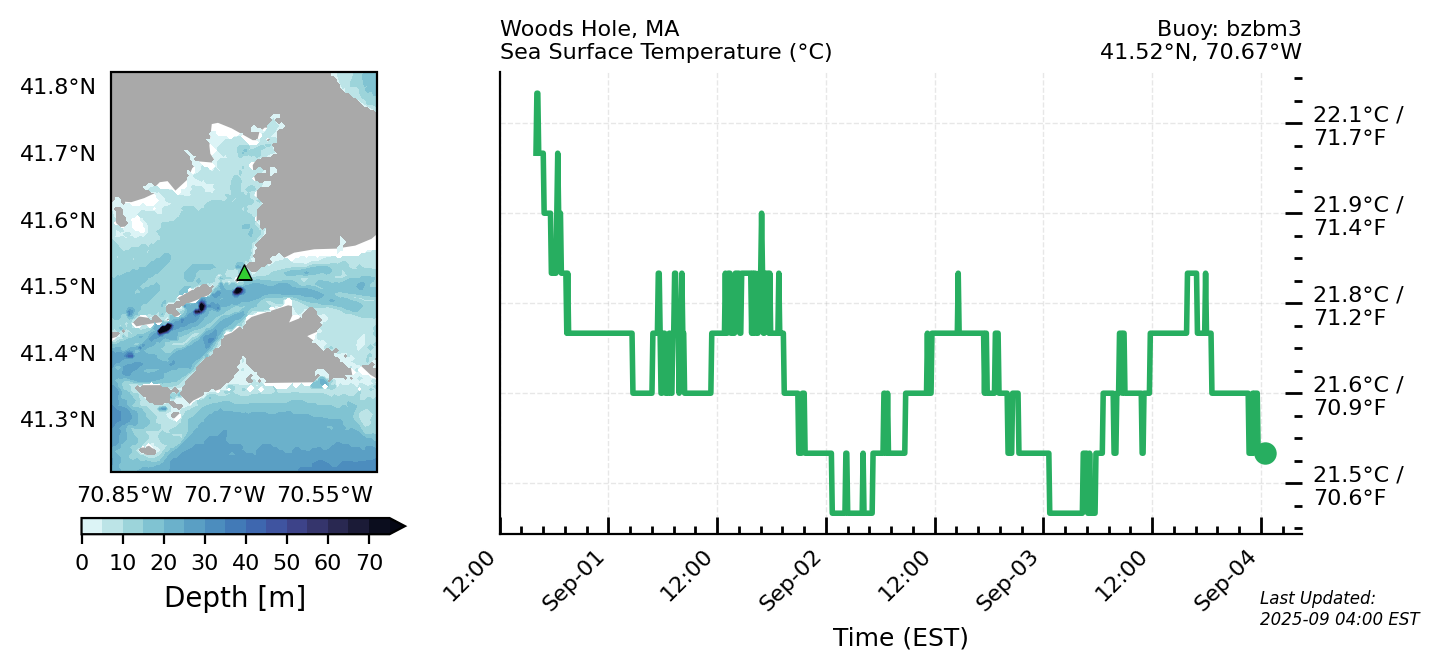 Woods Hole, MA
Sea Surface Temperature (°C)
Buoy: bzbm3
41.52°N, 70.67°W
41.8°N
41.7°N
41.6°N
41.5°N
41.4°N
41.3°N
70.85°W 70.7°W 70.55°W
0 10 20 30 40 50 60 70
Depth [m]
22.1°C /
71.7°F
21.9°C /
71.4°F
21.8°C /
71.2°F
21.6°C /
70.9°F
21.5°C /
70.6°F
12:00 Sep-01 12:00 Sep-02 12:00 Sep-03 12:00 Sep-04
Time (EST)
Last Updated:
2025-09 04:00 EST